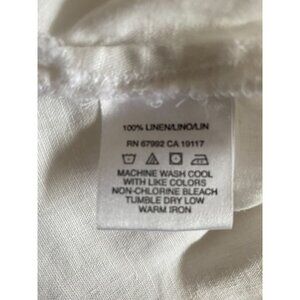 100% LINEN/LINO/LIN
RN 67992 CA 19117
MACHINE WASH COOL
WITH LIKE COLORS
NON-CHLORINE BLEACH
TUMBLE DRY LOW
WARM IRON